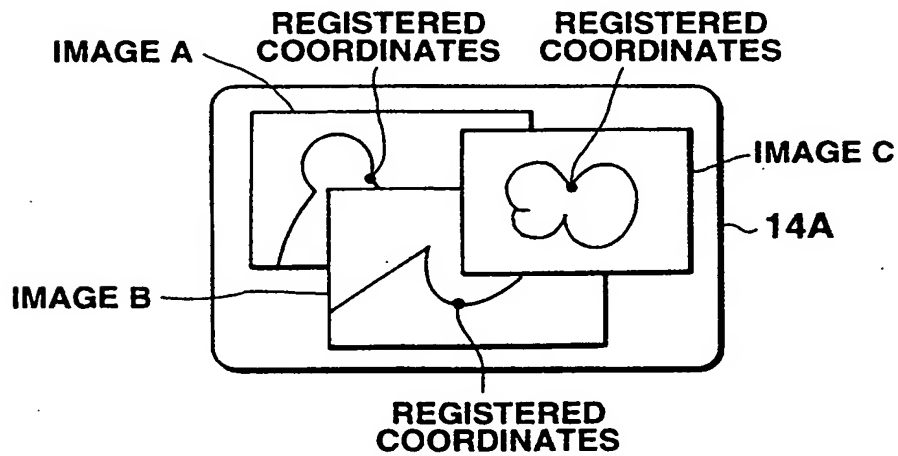 REGISTERED
COORDINATES
REGISTERED
COORDINATES
IMAGE A
IMAGE C
14A
IMAGE B
REGISTERED
COORDINATES